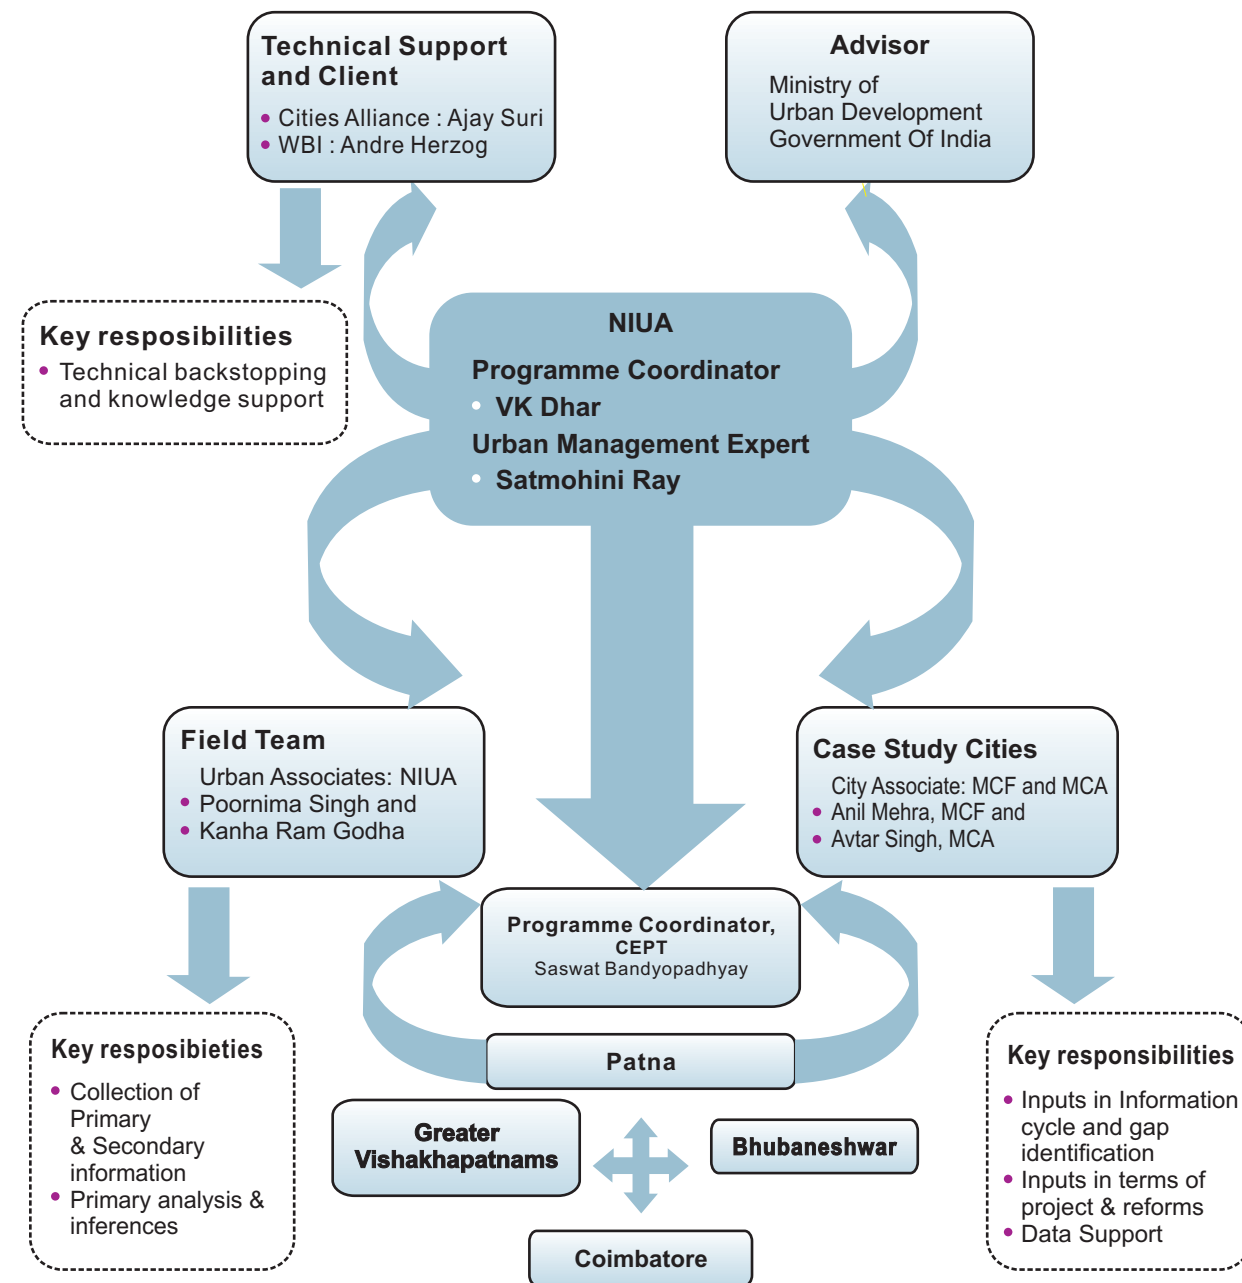 Technical Support
and Client
• Cities Alliance : Ajay Suri
• WBI : Andre Herzog
Advisor
Ministry of
Urban Development
Government Of India
Key resposibilities
• Technical backstopping
and knowledge support
NIUA
Programme Coordinator
• VK Dhar
Urban Management Expert
• Satmohini Ray
Field Team
Urban Associates: NIUA
• Poornima Singh and
• Kanha Ram Godha
Case Study Cities
City Associate: MCF and MCA
• Anil Mehra, MCF and
• Avtar Singh, MCA
Programme Coordinator,
CEPT
Saswat Bandyopadhyay
Key resposibieties
• Collection of
Primary
& Secondary
information
• Primary analysis &
inferences
Patna
Greater
Vishakhapatnams
Bhubaneshwar
Coimbatore
Key responsibilities
• Inputs in Information
cycle and gap
identification
• Inputs in terms of
project & reforms
• Data Support